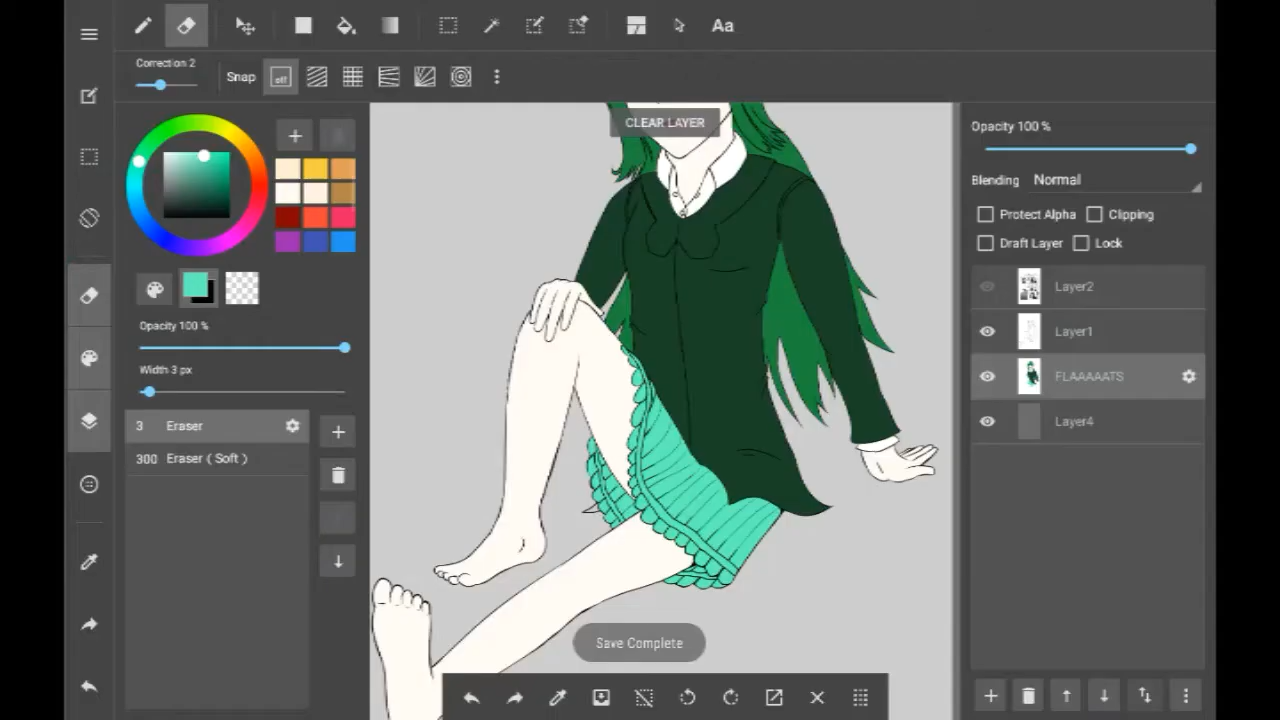 Aa
Correction 2
Snap
off
CLEAR LAYER
Opacity 100 %
Blending Normal
Protect Alpha
Clipping
Draft Layer
Lock
Layer2
Layer1
FLAAAAATS
Layer4
Opacity 100 %
Width 3 px
3 Eraser
300 Eraser ( Soft )
Save Complete